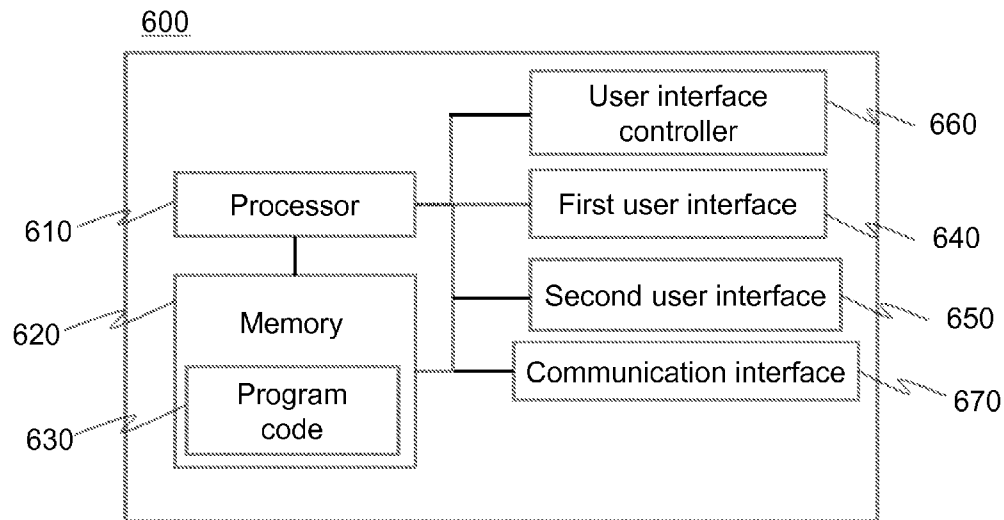 600
User interface
controller
660
Processor
First user interface
610
640
Second user interface
620
Memory
650
Communication interface
Program
code
630
670